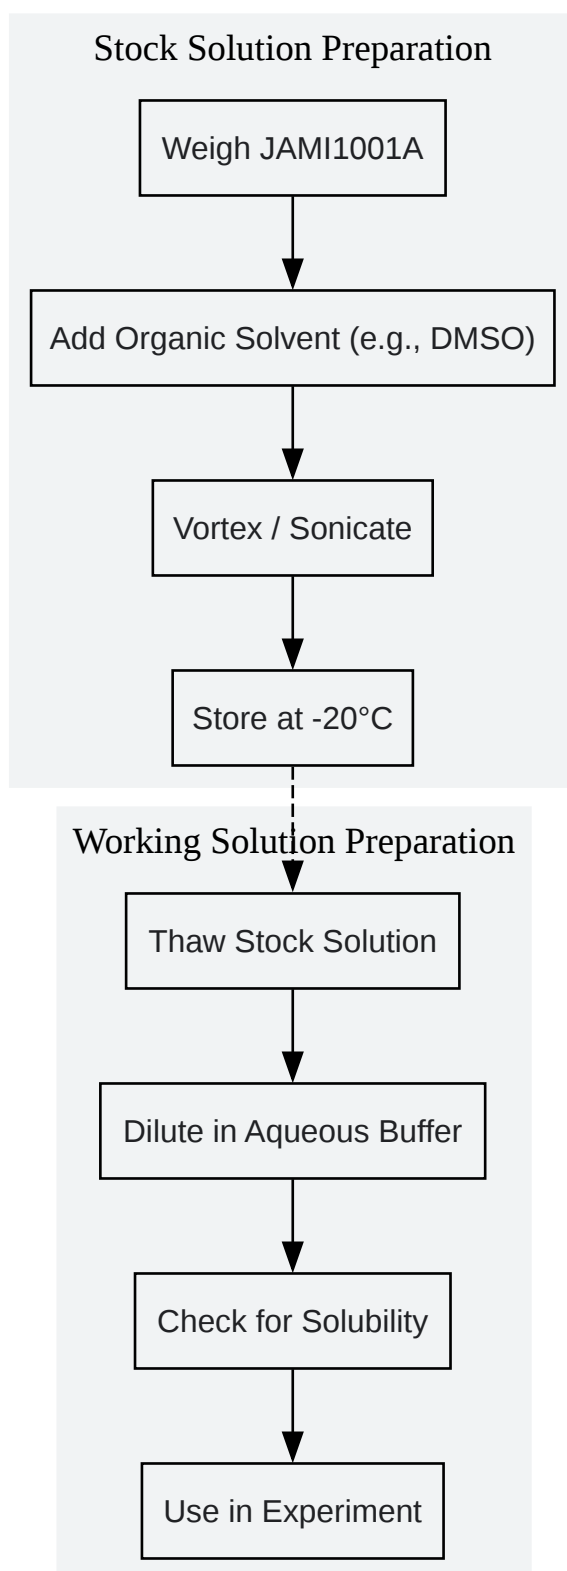 Stock Solution Preparation
Weigh JAMI1001A
Add Organic Solvent (e.g., DMSO)
Vortex / Sonicate
Store at -20°C
Working Solution Preparation
Thaw Stock Solution
Dilute in Aqueous Buffer
Check for Solubility
Use in Experiment